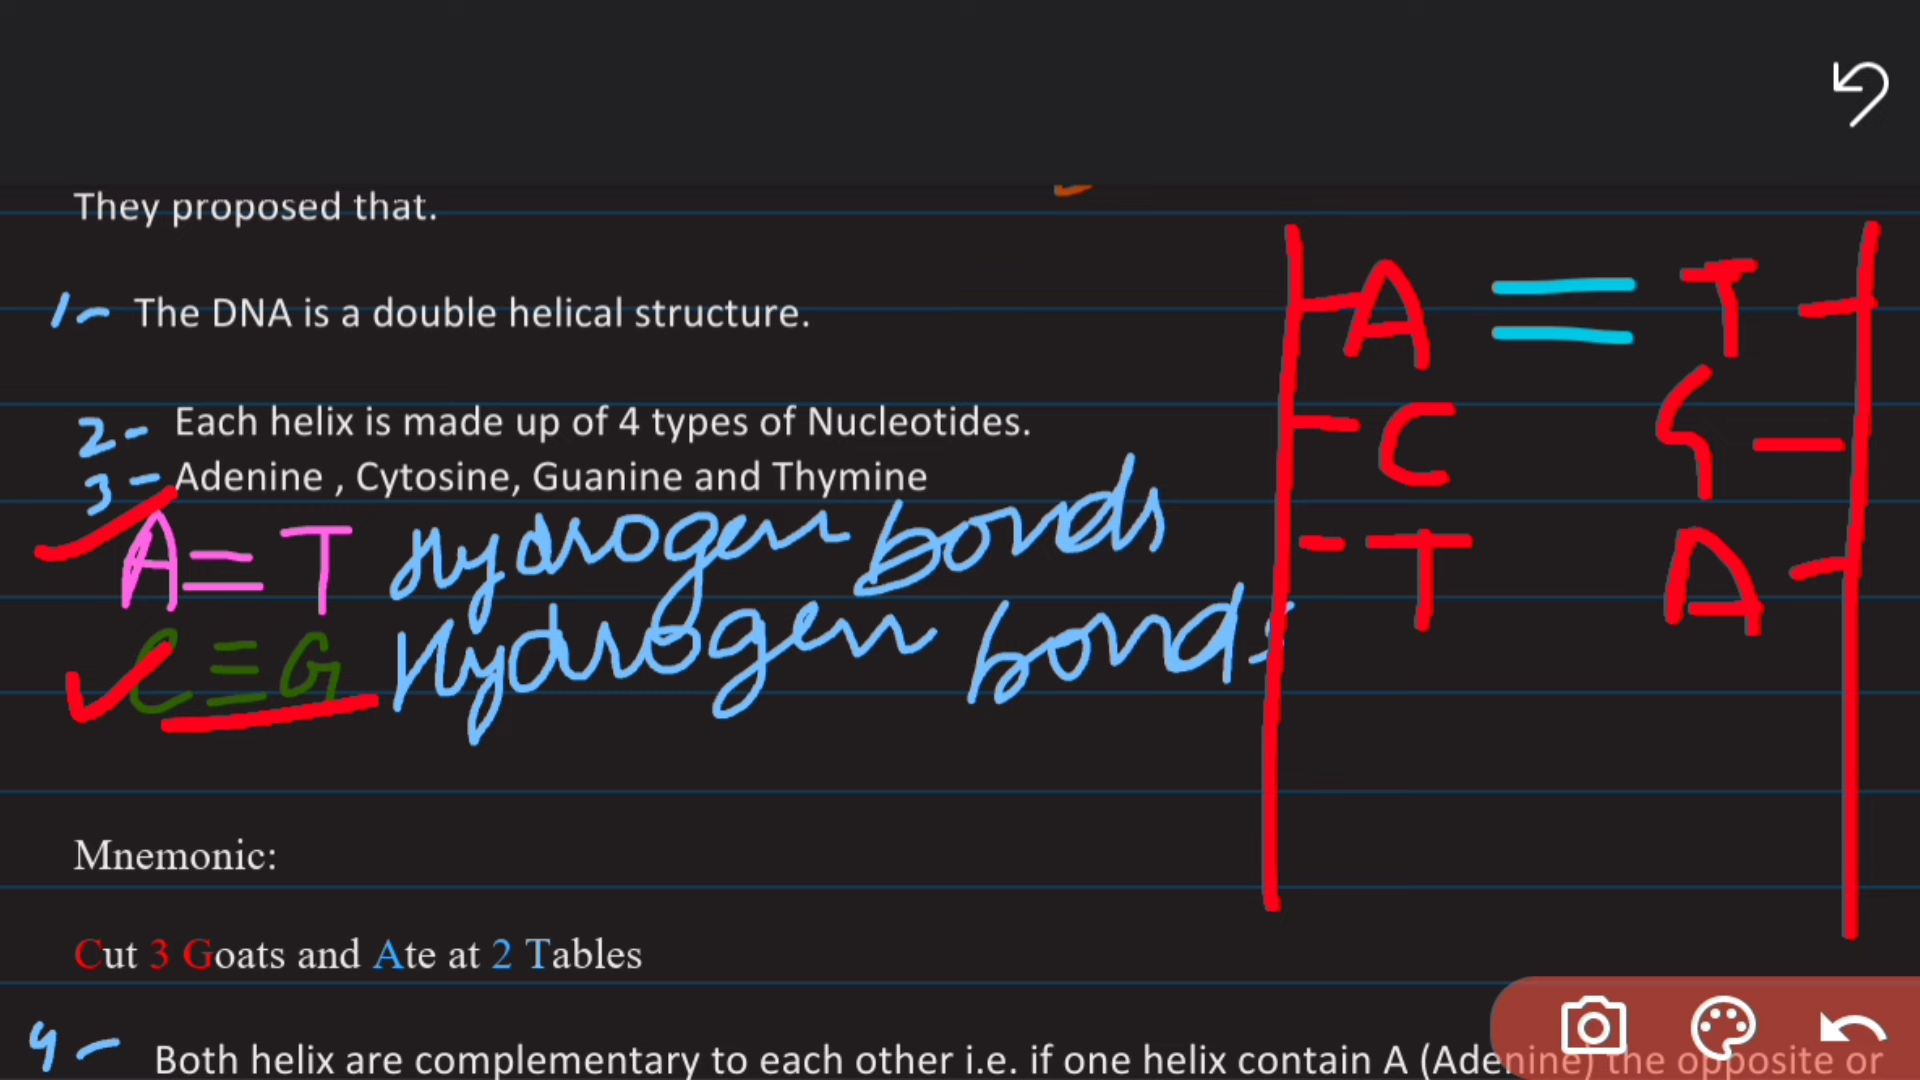 They proposed that.
1- The DNA is a double helical structure.
2- Each helix is made up of 4 types of Nucleotides.
3- Adenine , Cytosine, Guanine and Thymine
A = T Hydrogen bonds
C ≡ G Hydrogen bonds
A = T
C G
T A
Mnemonic:
Cut 3 Goats and Ate at 2 Tables
4- Both helix are complementary to each other i.e. if one helix contain A (Adenine) the opposite or